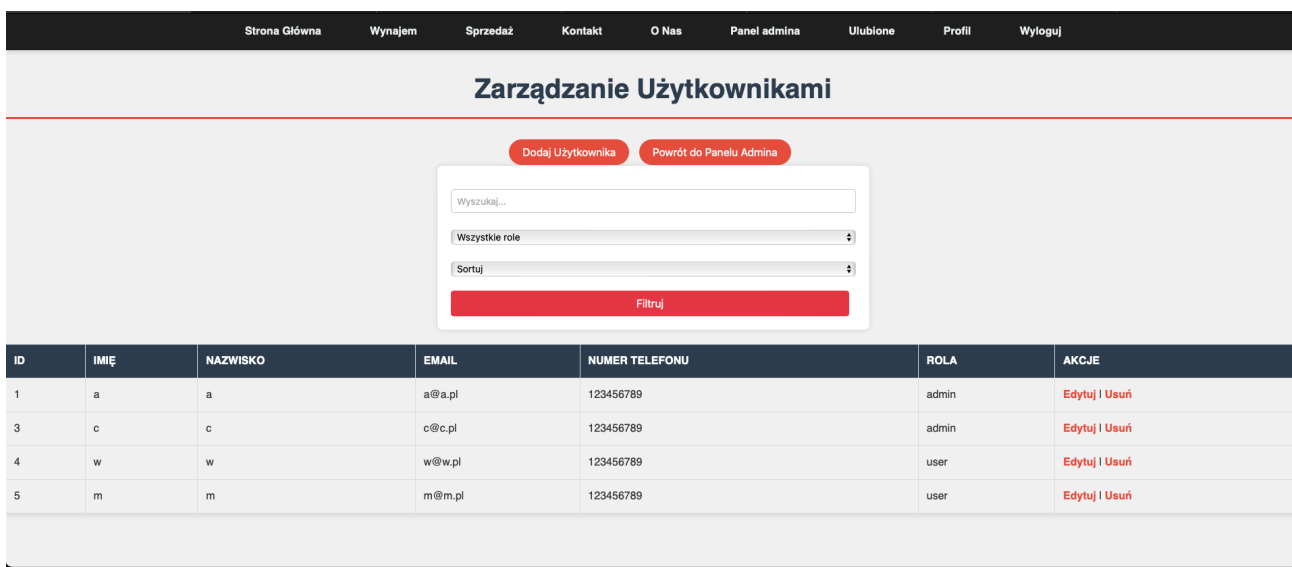 Strona Główna Wynajem Sprzedaż Kontakt O Nas Panel admina Ulubione Profil Wyloguj
Zarządzanie Użytkownikami
Dodaj Użytkownika Powrót do Panelu Admina
Wyszukaj...
Wszystkie role
Sortuj
Filtruj
ID IMIĘ NAZWISKO EMAIL NUMER TELEFONU ROLA AKCJE
1 a a a@a.pl 123456789 admin Edytuj | Usuń
3 c c c@c.pl 123456789 admin Edytuj | Usuń
4 w w w@w.pl 123456789 user Edytuj | Usuń
5 m m m@m.pl 123456789 user Edytuj | Usuń